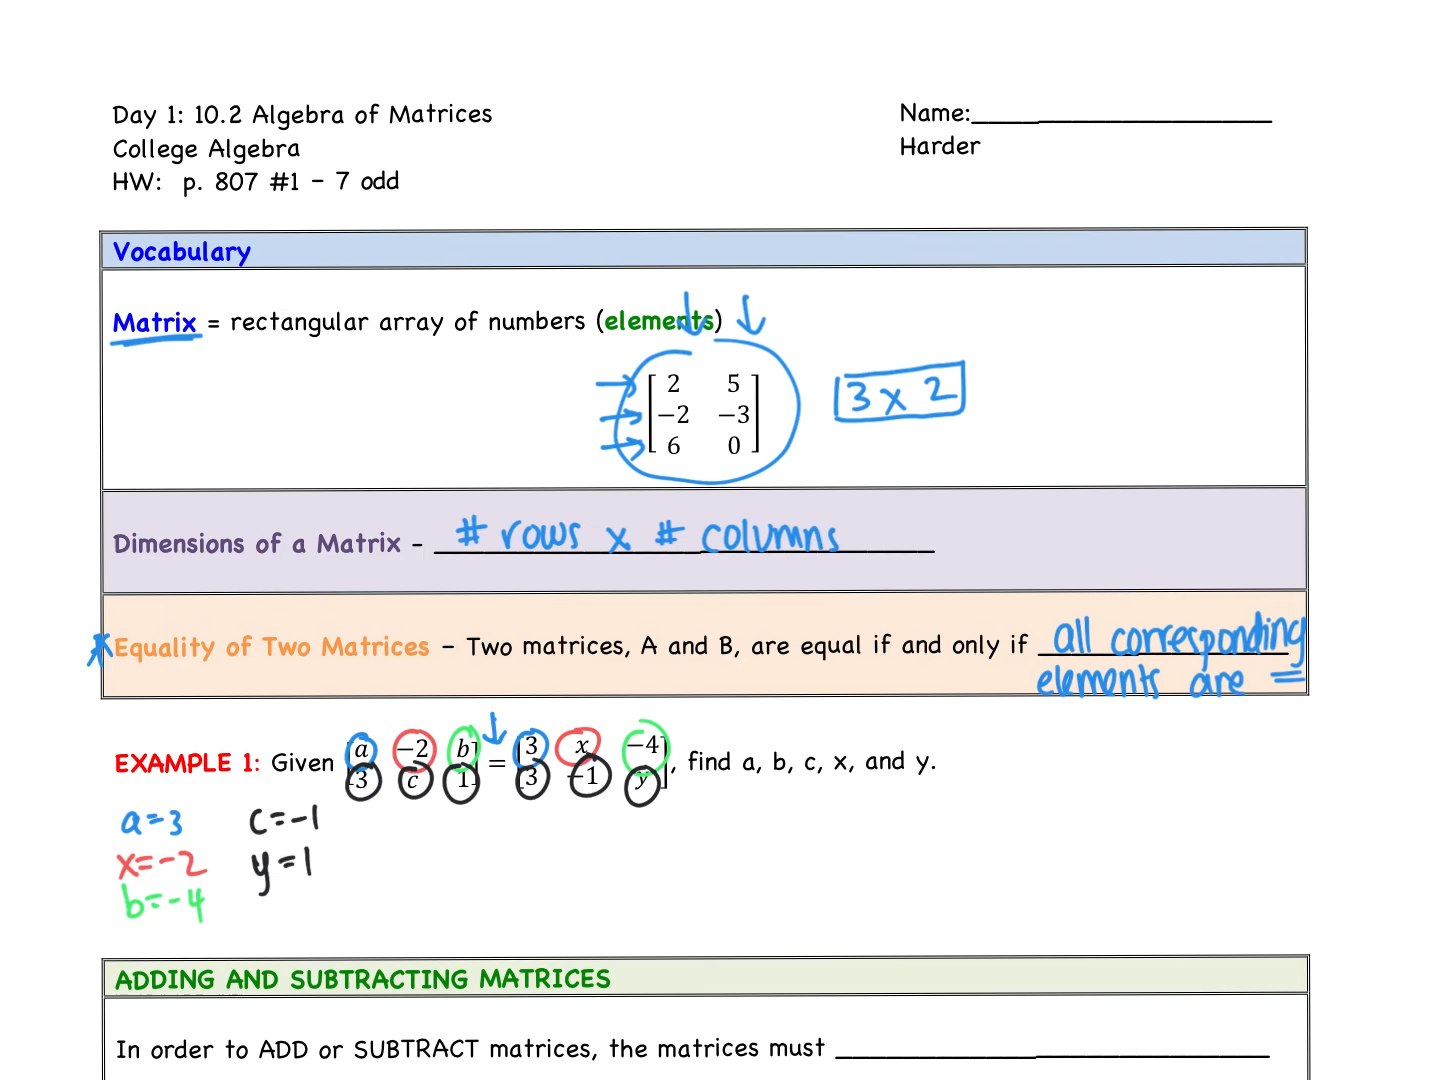 Day 1: 10.2 Algebra of Matrices
Name:____________________
College Algebra
Harder
HW: p. 807 #1 – 7 odd
Vocabulary
Matrix = rectangular array of numbers (elements)
2 5
−2 −3
6 0
3 x 2
Dimensions of a Matrix – # rows x # columns
Equality of Two Matrices – Two matrices, A and B, are equal if and only if all corresponding
elements are =
EXAMPLE 1: Given [a −2 b; 3 c 1] = [3 x −4; 3 −1 y], find a, b, c, x, and y.
a=3 c=-1
x=-2 y=1
b=-4
ADDING AND SUBTRACTING MATRICES
In order to ADD or SUBTRACT matrices, the matrices must ____________________